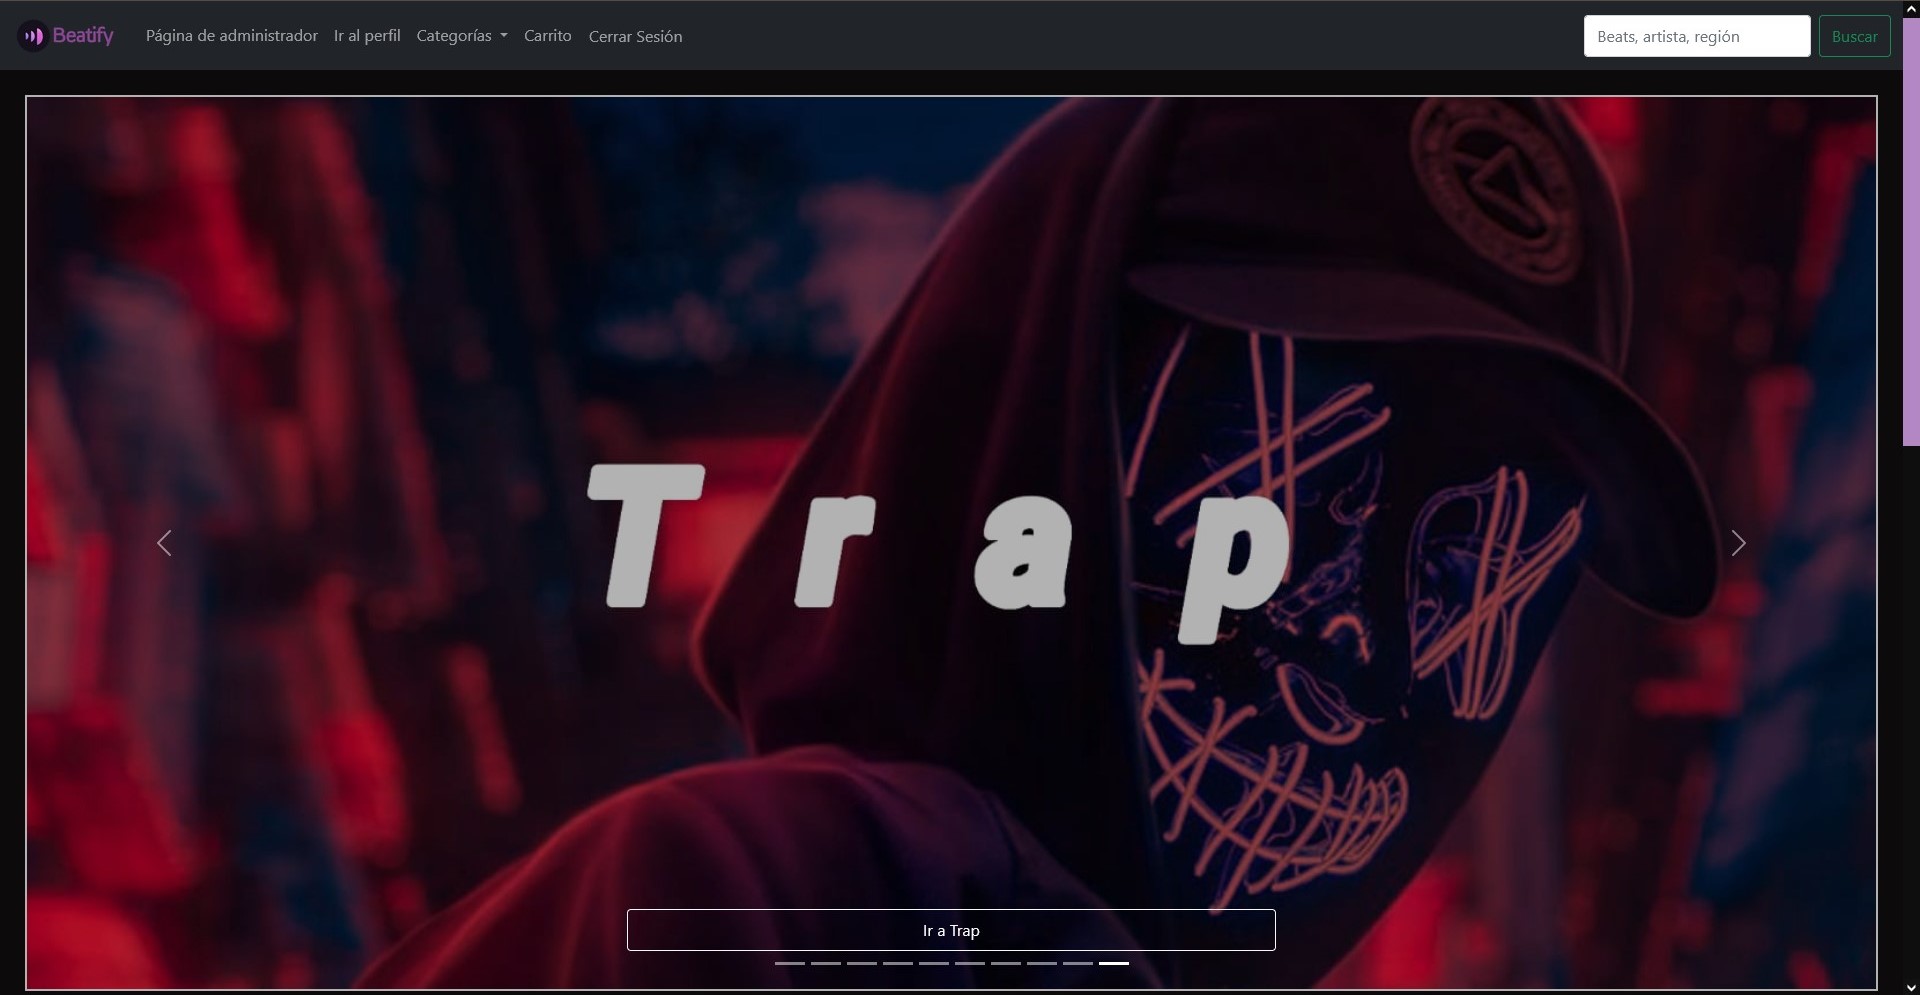 Beatify
Página de administrador Ir al perfil Categorías Carrito Cerrar Sesión
Beats, artista, región Buscar
Trap
Ir a Trap